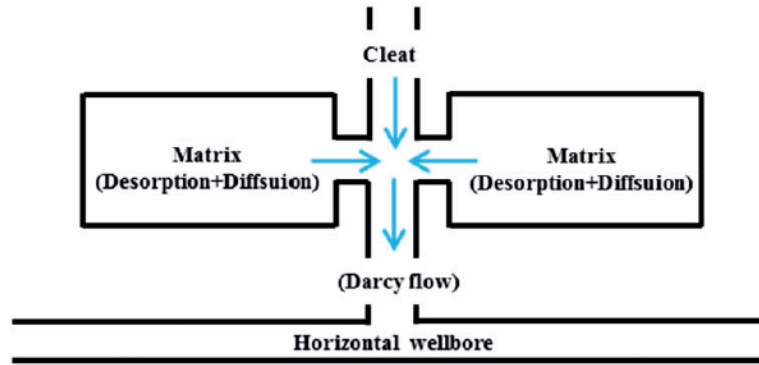 Cleat
Matrix
(Desorption+Diffsuion)
Matrix
(Desorption+Diffsuion)
(Darcy flow)
Horizontal wellbore